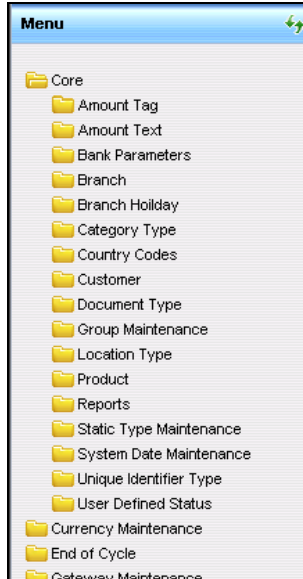 Menu
Core
Amount Tag
Amount Text
Bank Parameters
Branch
Branch Hoilday
Category Type
Country Codes
Customer
Document Type
Group Maintenance
Location Type
Product
Reports
Static Type Maintenance
System Date Maintenance
Unique Identifier Type
User Defined Status
Currency Maintenance
End of Cycle
Gateway Maintenance